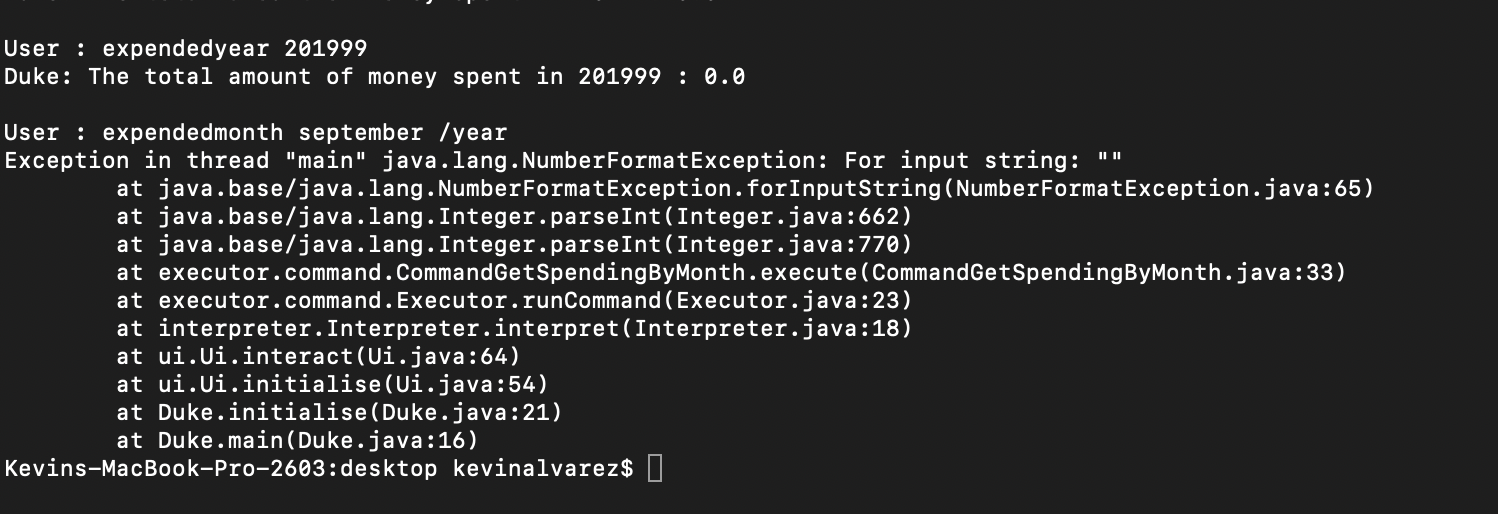 User : expendedyear 201999
Duke: The total amount of money spent in 201999 : 0.0
User : expendedmonth september /year
Exception in thread "main" java.lang.NumberFormatException: For input string: ""
at java.base/java.lang.NumberFormatException.forInputString(NumberFormatException.java:65)
at java.base/java.lang.Integer.parseInt(Integer.java:662)
at java.base/java.lang.Integer.parseInt(Integer.java:770)
at executor.command.CommandGetSpendingByMonth.execute(CommandGetSpendingByMonth.java:33)
at executor.command.Executor.runCommand(Executor.java:23)
at interpreter.Interpreter.interpret(Interpreter.java:18)
at ui.Ui.interact(Ui.java:64)
at ui.Ui.initialise(Ui.java:54)
at Duke.initialise(Duke.java:21)
at Duke.main(Duke.java:16)
Kevins-MacBook-Pro-2603:desktop kevinalvarez$